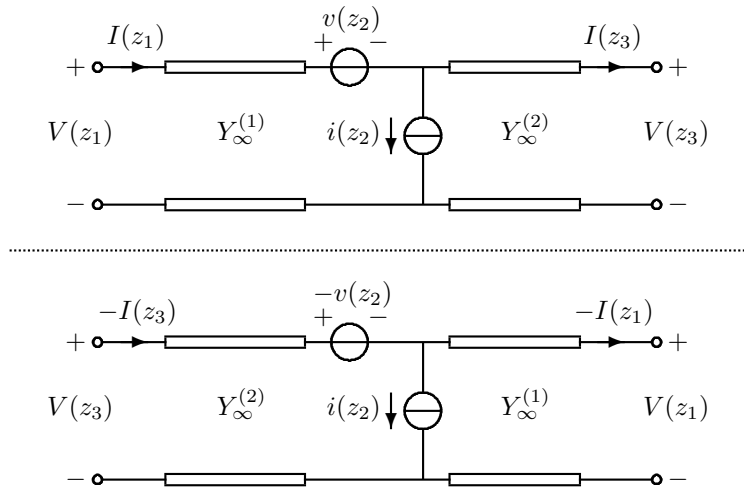 v(z₂)
I(z₁) + − I(z₃)
+ +
V(z₁) Y∞⁽¹⁾ i(z₂) Y∞⁽²⁾ V(z₃)
− −
−v(z₂)
−I(z₃) + − −I(z₁)
+ +
V(z₃) Y∞⁽²⁾ i(z₂) Y∞⁽¹⁾ V(z₁)
− −